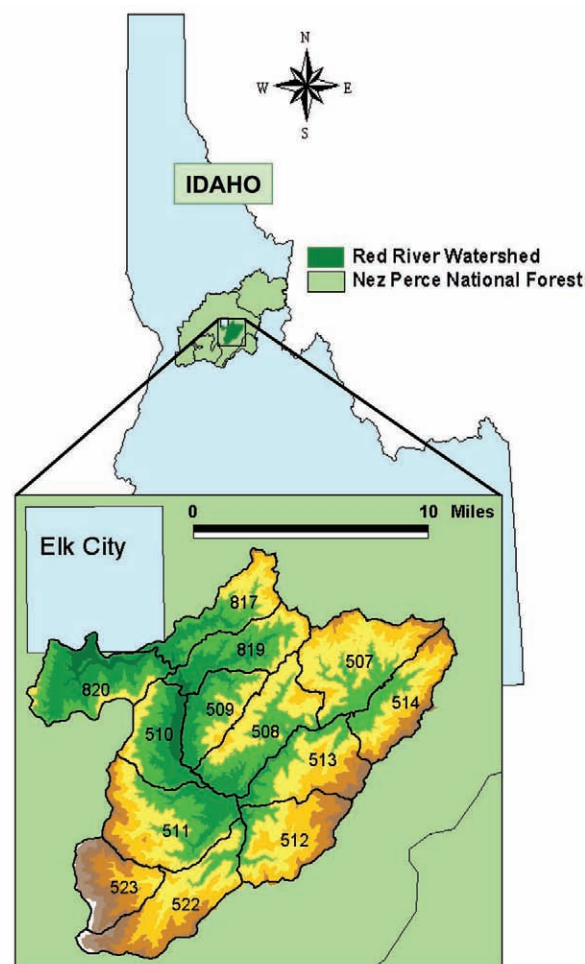 N
W E
S
IDAHO
Red River Watershed
Nez Perce National Forest
0 10 Miles
Elk City
817
819
507
820
509
514
510
508
513
511
512
523
522